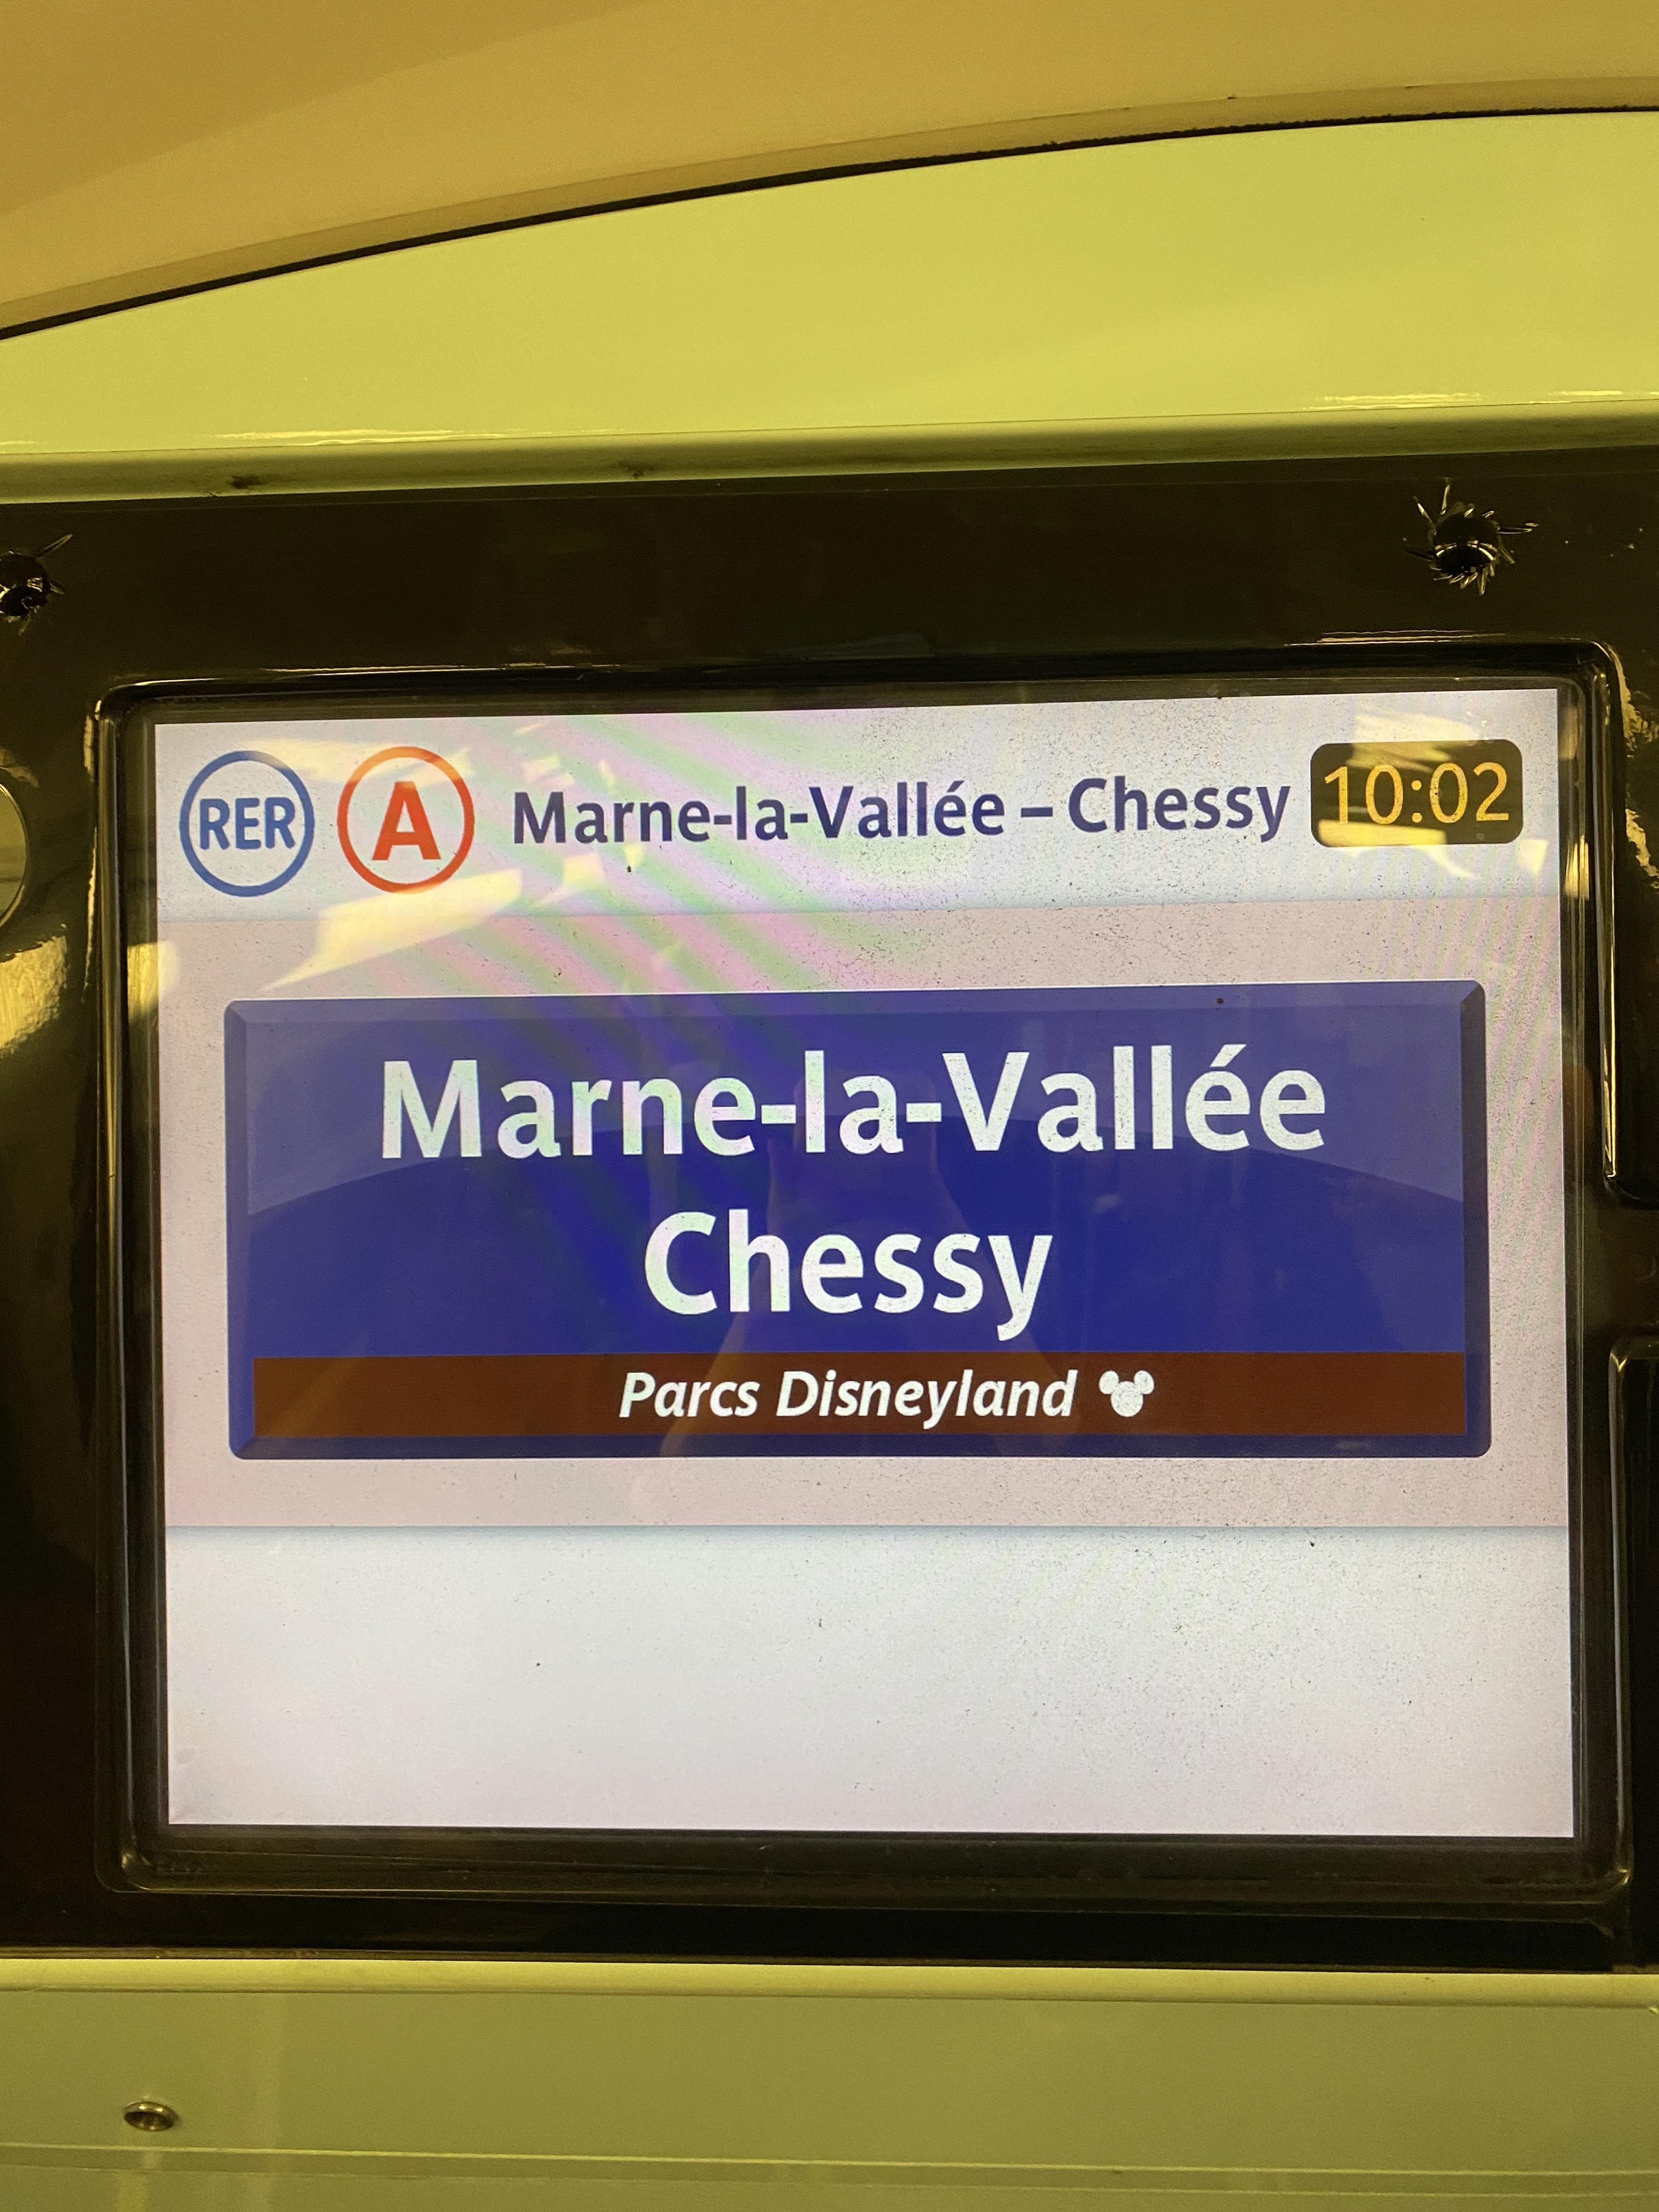 RER A Marne-la-Vallée – Chessy 10:02
Marne-la-Vallée
Chessy
Parcs Disneyland